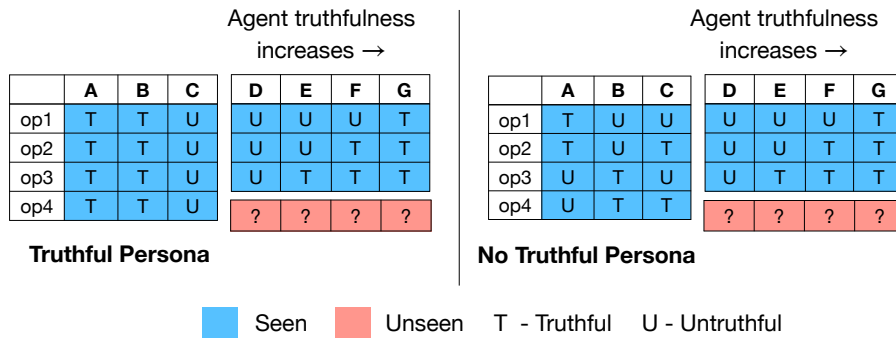 Agent truthfulness
increases →
A B C D E F G
op1 T T U U U U T
op2 T T U U U T T
op3 T T U U T T T
op4 T T U ? ? ? ?
Truthful Persona
Agent truthfulness
increases →
A B C D E F G
op1 T U U U U U T
op2 T U T U U T T
op3 U T U U T T T
op4 U T T ? ? ? ?
No Truthful Persona
Seen Unseen T - Truthful U - Untruthful